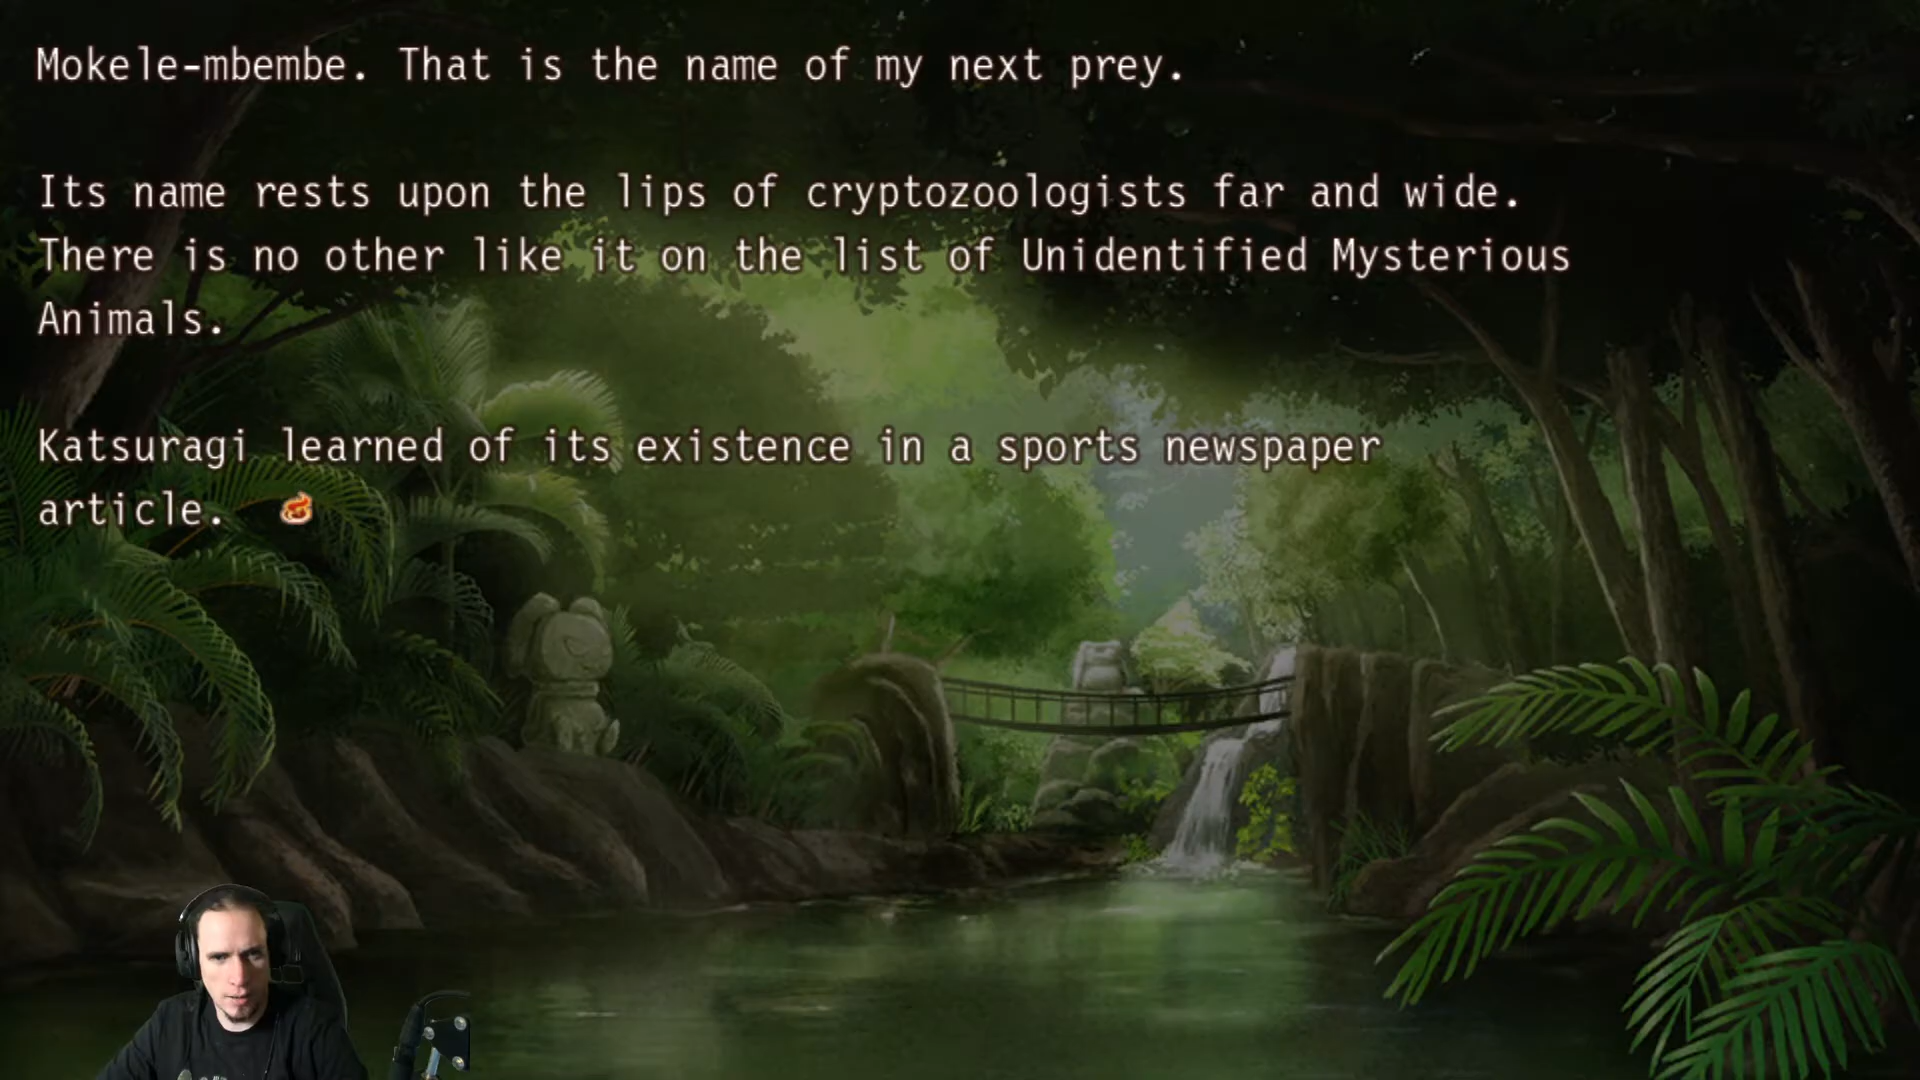 Mokele-mbembe. That is the name of my next prey.
Its name rests upon the lips of cryptozoologists far and wide.
There is no other like it on the list of Unidentified Mysterious
Animals.
Katsuragi learned of its existence in a sports newspaper
article.